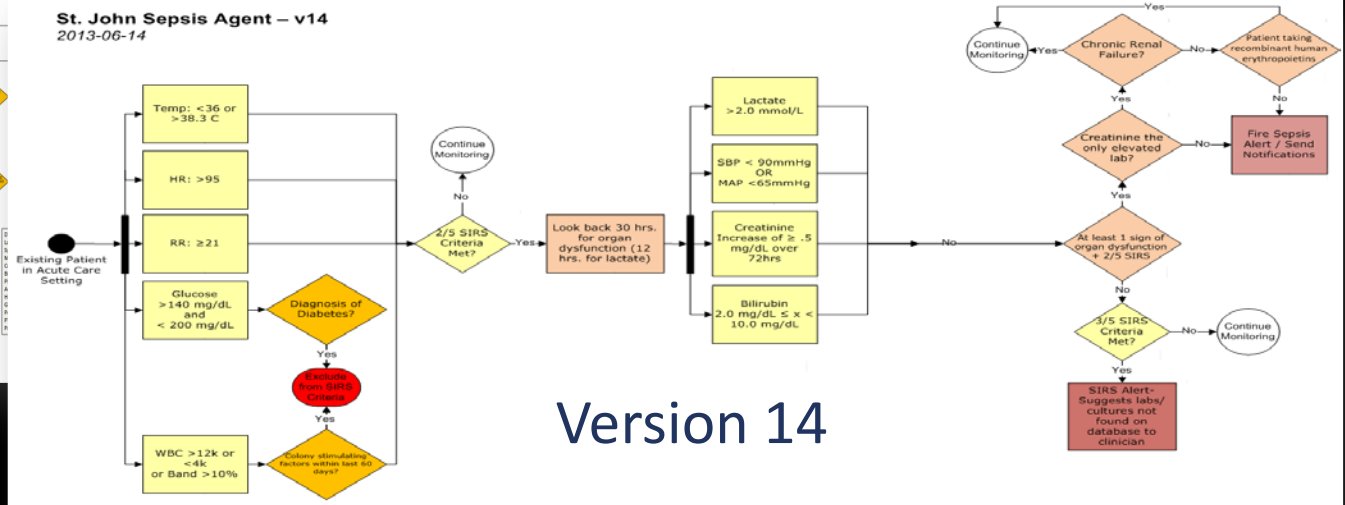 St. John Sepsis Agent – v14
2013-06-14
Existing Patient
in Acute Care
Setting
Temp: <36 or
>38.3 C
HR: >95
RR: ≥21
Glucose
>140 mg/dL
and
< 200 mg/dL
Diagnosis of
Diabetes?
Yes
Exclude
from SIRS
Criteria
Yes
WBC >12k or
<4k
or Band >10%
Colony stimulating
factors within last 60
days?
Continue
Monitoring
No
2/5 SIRS
Criteria
Met?
Yes
Look back 30 hrs.
for organ
dysfunction (12
hrs. for lactate)
Lactate
>2.0 mmol/L
SBP < 90mmHg
OR
MAP <65mmHg
Creatinine
Increase of ≥ .5
mg/dL over
72hrs
Bilirubin
2.0 mg/dL ≤ x <
10.0 mg/dL
No
At least 1 sign of
organ dysfunction
+ 2/5 SIRS
Yes
Creatinine the
only elevated
lab?
No
Yes
Chronic Renal
Failure?
Yes
Continue
Monitoring
No
Patient taking
recombinant human
erythropoietins
Yes
No
Fire Sepsis
Alert / Send
Notifications
No
3/5 SIRS
Criteria
Met?
No
Continue
Monitoring
Yes
SIRS Alert-
Suggests labs/
cultures not
found on
database to
clinician
Version 14